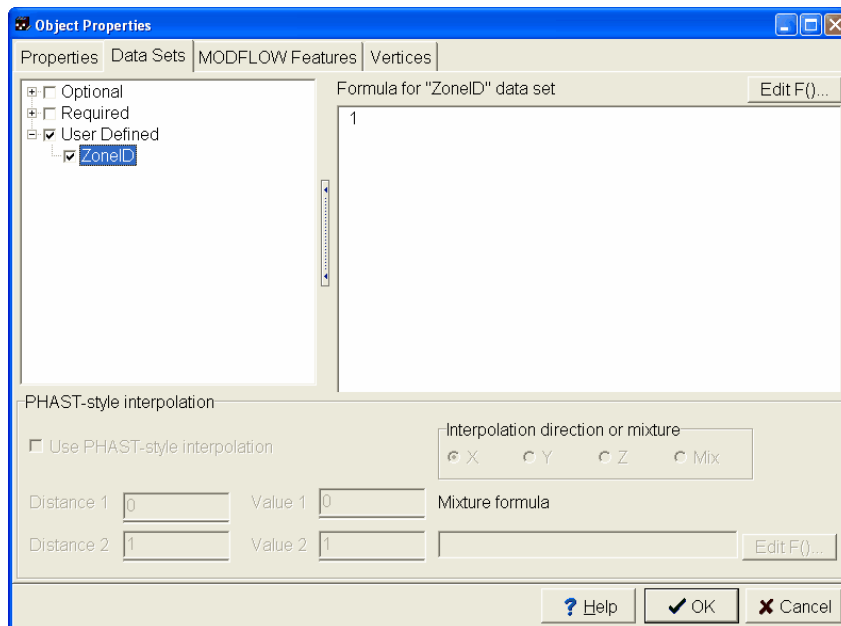 Object Properties
Properties Data Sets MODFLOW Features Vertices
Optional
Required
User Defined
ZoneID
Formula for "ZoneID" data set
Edit F()...
1
PHAST-style interpolation
Use PHAST-style interpolation
Interpolation direction or mixture
X Y Z Mix
Distance 1 0 Value 1 0
Mixture formula
Distance 2 1 Value 2 1
Edit F()...
? Help OK Cancel